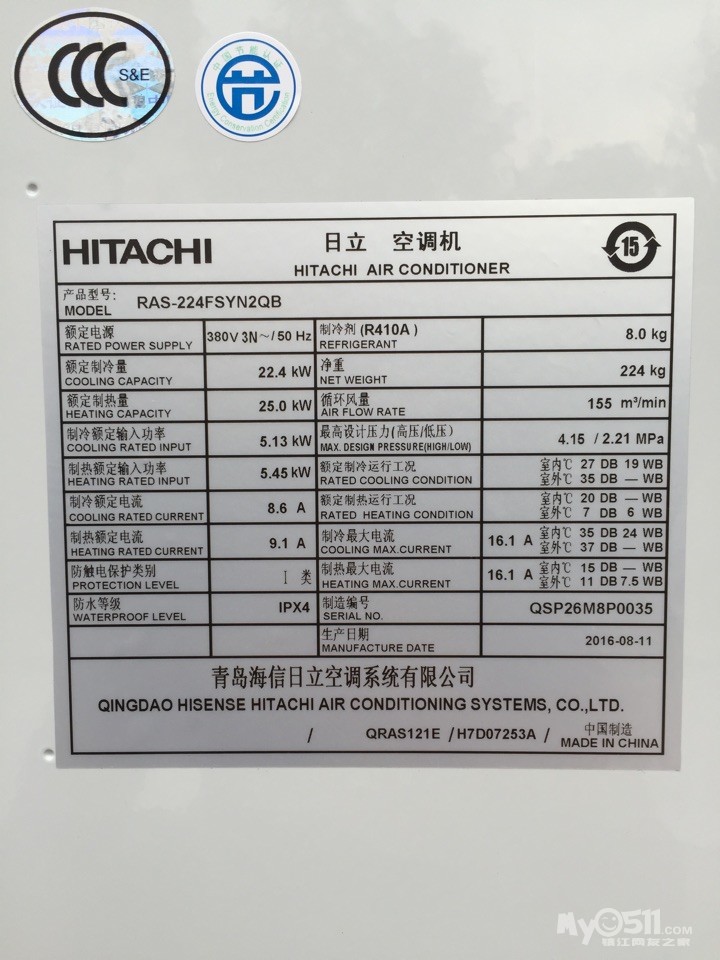 S&E
中国节能认证
Energy Conservation Certification
HITACHI
日立 空调机
HITACHI AIR CONDITIONER
15
产品型号:
MODEL RAS-224FSYN2QB
额定电源
RATED POWER SUPPLY
380V 3N~/50 Hz
制冷剂 (R410A)
REFRIGERANT
8.0 kg
额定制冷量
COOLING CAPACITY
22.4 kW
净重
NET WEIGHT
224 kg
额定制热量
HEATING CAPACITY
25.0 kW
循环风量
AIR FLOW RATE
155 m³/min
制冷额定输入功率
COOLING RATED INPUT
5.13 kW
最高设计压力(高压/低压)
MAX. DESIGN PRESSURE(HIGH/LOW)
4.15 / 2.21 MPa
制热额定输入功率
HEATING RATED INPUT
5.45 kW
额定制冷运行工况
RATED COOLING CONDITION
室内℃ 27 DB 19 WB
室外℃ 35 DB — WB
制冷额定电流
COOLING RATED CURRENT
8.6 A
额定制热运行工况
RATED HEATING CONDITION
室内℃ 20 DB — WB
室外℃ 7 DB 6 WB
制热额定电流
HEATING RATED CURRENT
9.1 A
制冷最大电流
COOLING MAX.CURRENT
16.1 A
室内℃ 35 DB 24 WB
室外℃ 37 DB — WB
防触电保护类别
PROTECTION LEVEL
I 类
制热最大电流
HEATING MAX.CURRENT
16.1 A
室内℃ 15 DB — WB
室外℃ 11 DB 7.5 WB
防水等级
WATERPROOF LEVEL
IPX4
制造编号
SERIAL NO.
QSP26M8P0035
生产日期
MANUFACTURE DATE
2016-08-11
青岛海信日立空调系统有限公司
QINGDAO HISENSE HITACHI AIR CONDITIONING SYSTEMS, CO.,LTD.
/ QRAS121E /H7D07253A /
中国制造
MADE IN CHINA
My0511.COM
镇江网友之家